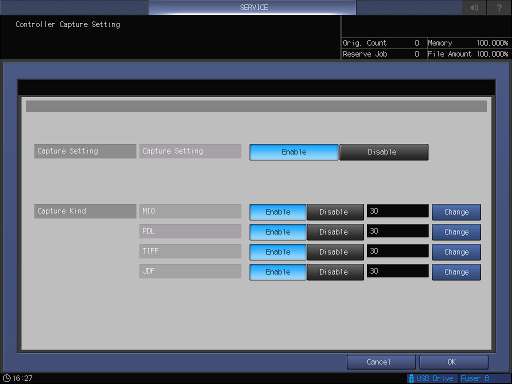 SERVICE
?
Controller Capture Setting
Orig. Count 0 Memory 100.000%
Reserve Job 0 File Amount 100.000%
Capture Setting Capture Setting Enable Disable
Capture Kind MIO Enable Disable 30 Change
PDL Enable Disable 30 Change
TIFF Enable Disable 30 Change
JDF Enable Disable 30 Change
Cancel OK
16:27 USB Drive Fuser B